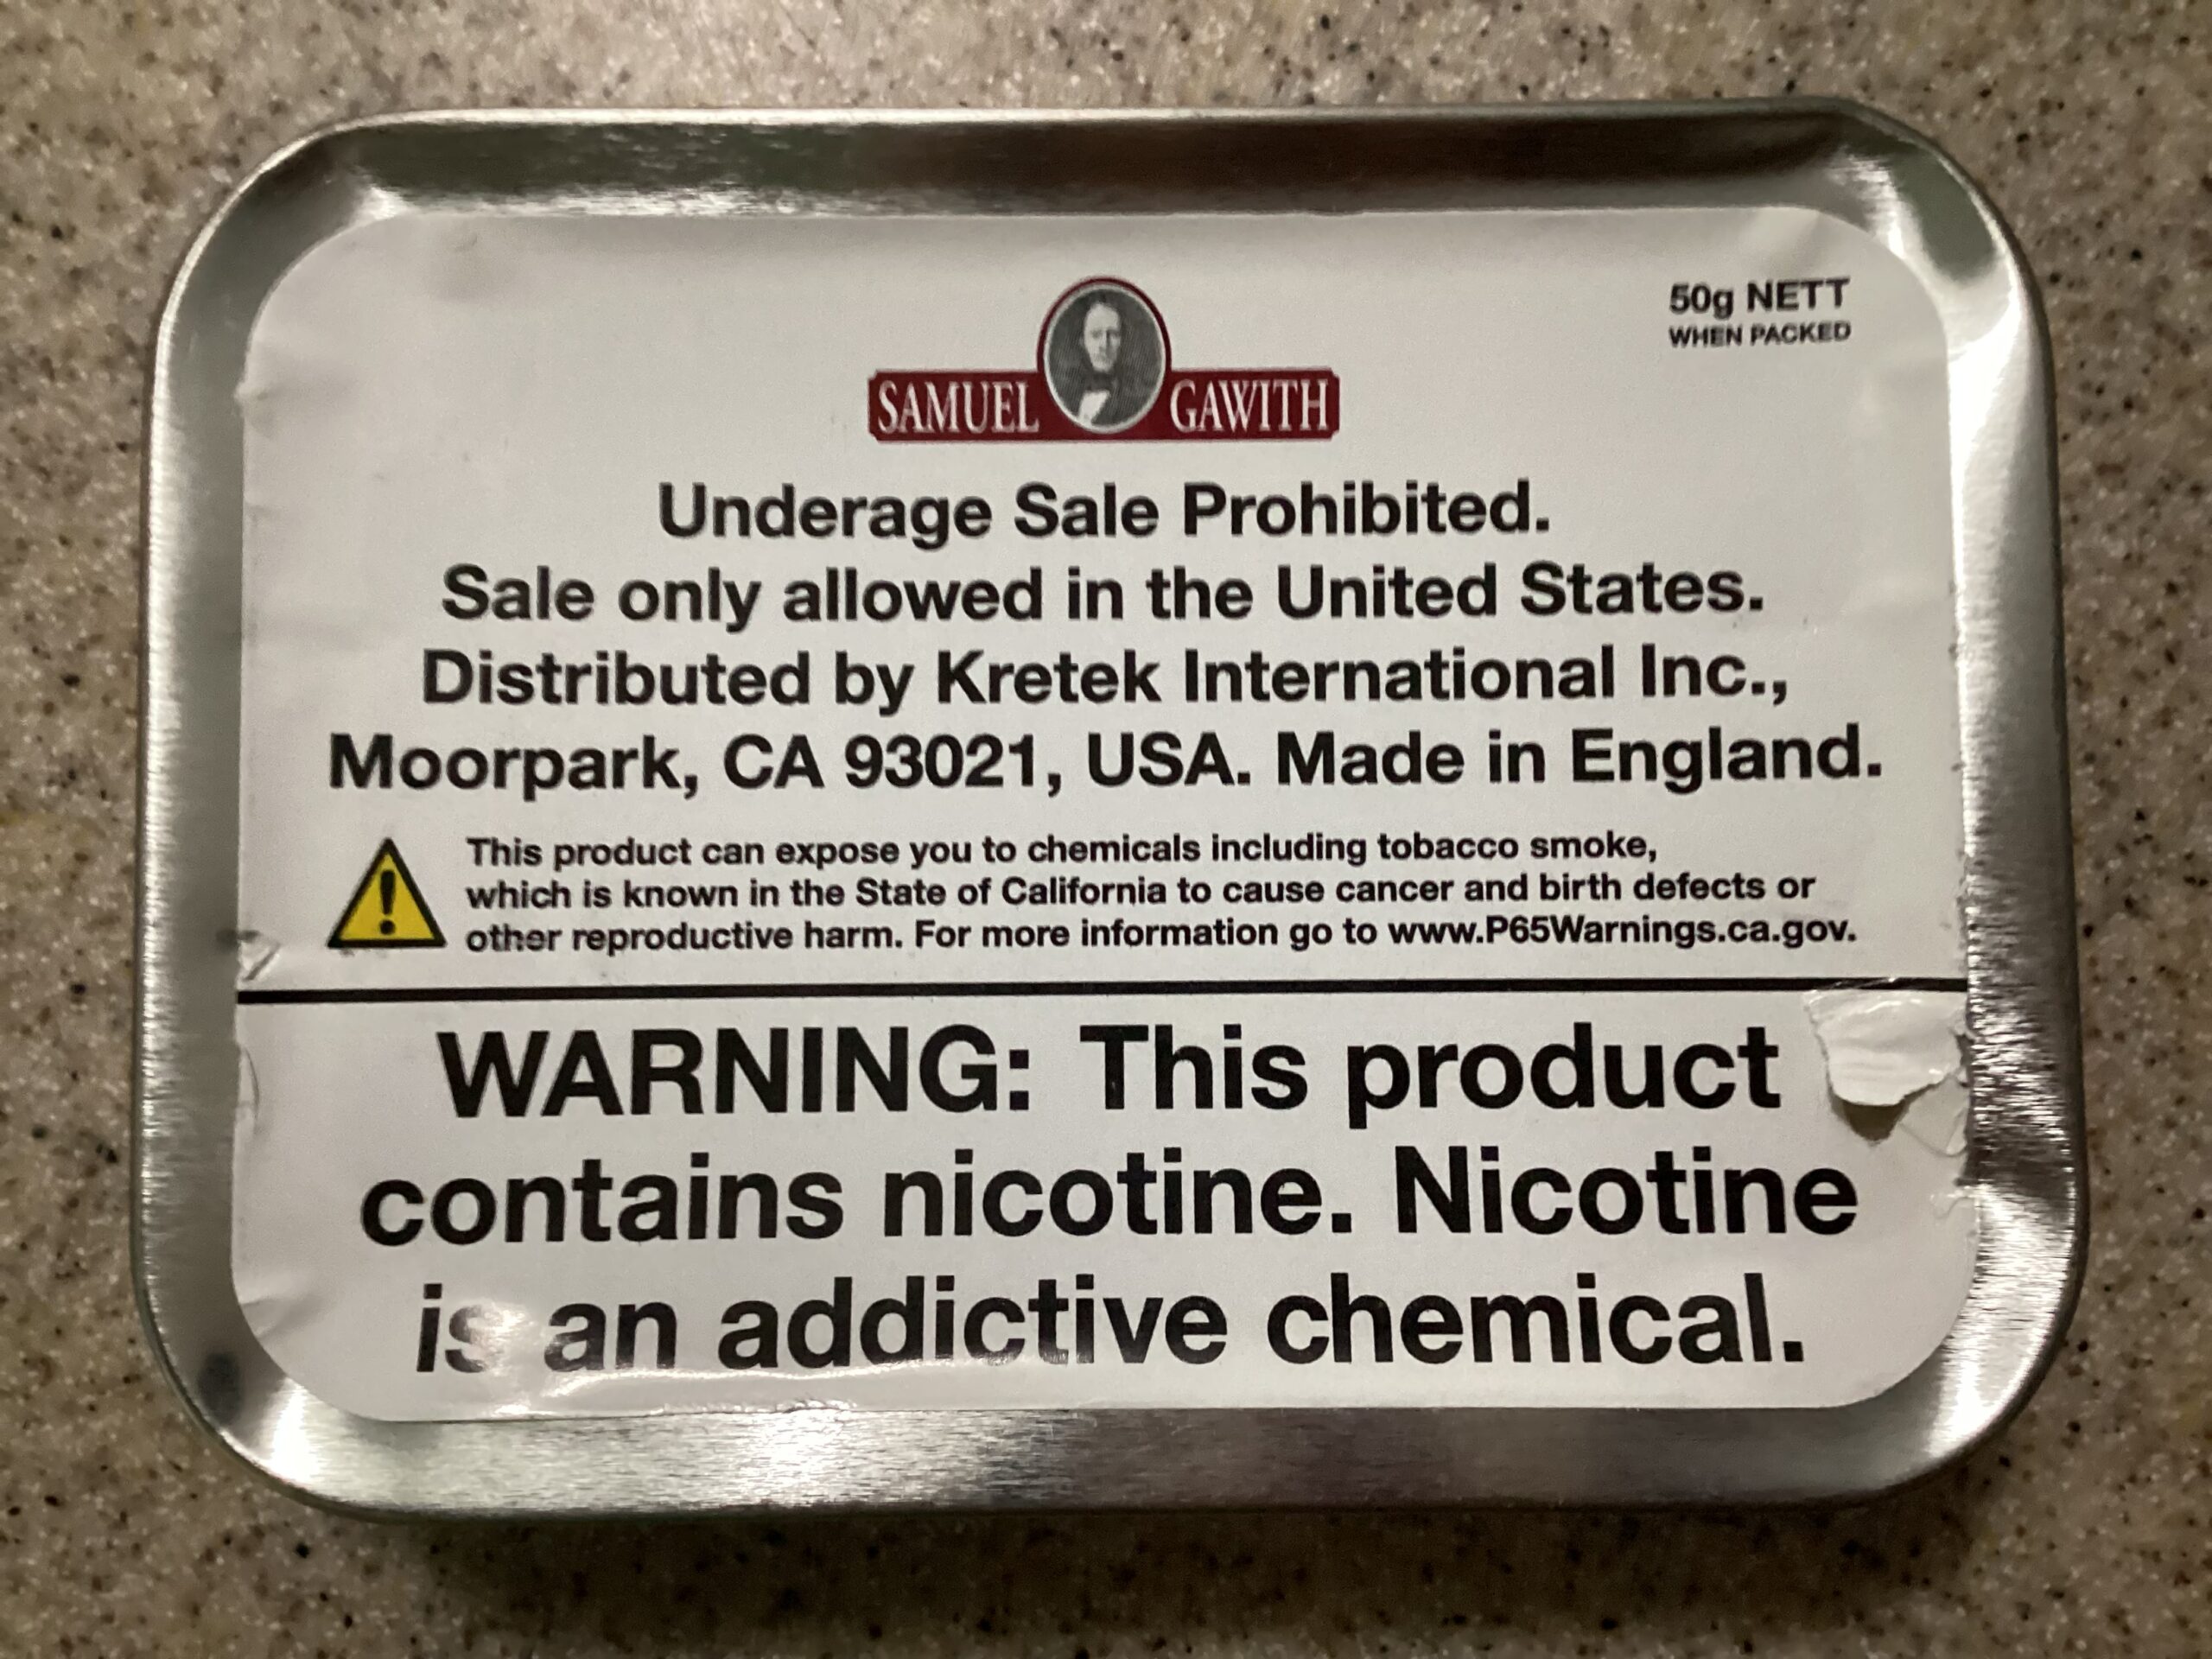 50g NETT
WHEN PACKED
SAMUEL GAWITH
Underage Sale Prohibited.
Sale only allowed in the United States.
Distributed by Kretek International Inc.,
Moorpark, CA 93021, USA. Made in England.
This product can expose you to chemicals including tobacco smoke,
which is known in the State of California to cause cancer and birth defects or
other reproductive harm. For more information go to www.P65Warnings.ca.gov.
WARNING: This product
contains nicotine. Nicotine
is an addictive chemical.